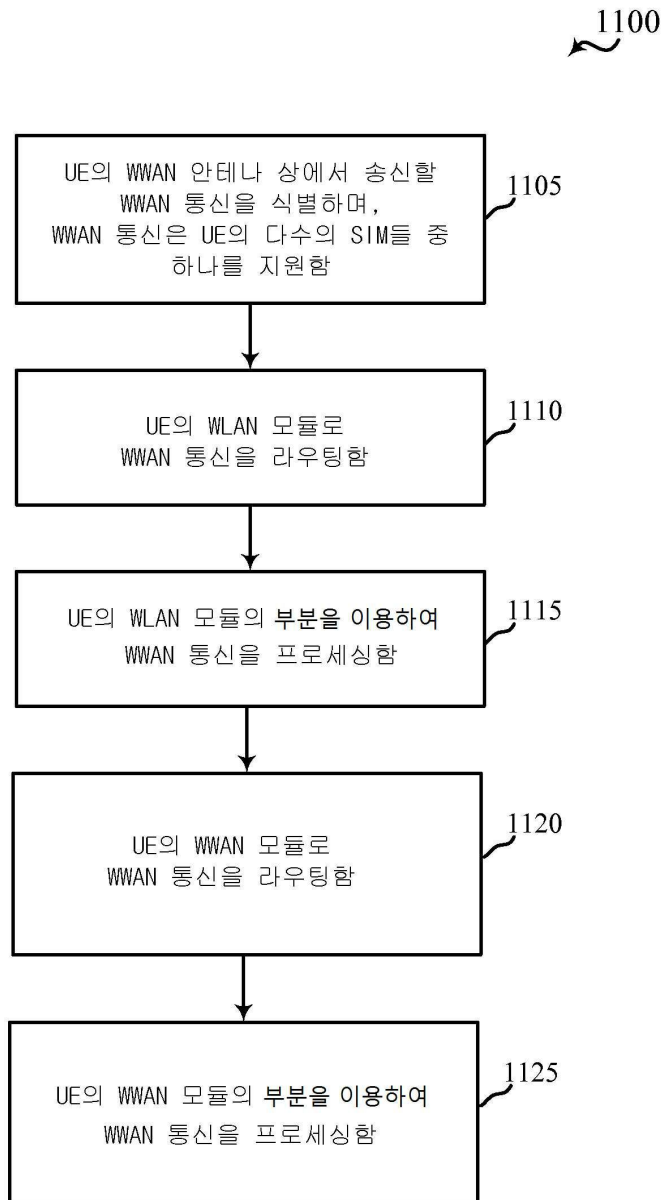 1100
UE의 WWAN 안테나 상에서 송신할
WWAN 통신을 식별하며,
WWAN 통신은 UE의 다수의 SIM들 중
하나를 지원함
1105
UE의 WLAN 모듈로
WWAN 통신을 라우팅함
1110
UE의 WLAN 모듈의 부분을 이용하여
WWAN 통신을 프로세싱함
1115
UE의 WWAN 모듈로
WWAN 통신을 라우팅함
1120
UE의 WWAN 모듈의 부분을 이용하여
WWAN 통신을 프로세싱함
1125